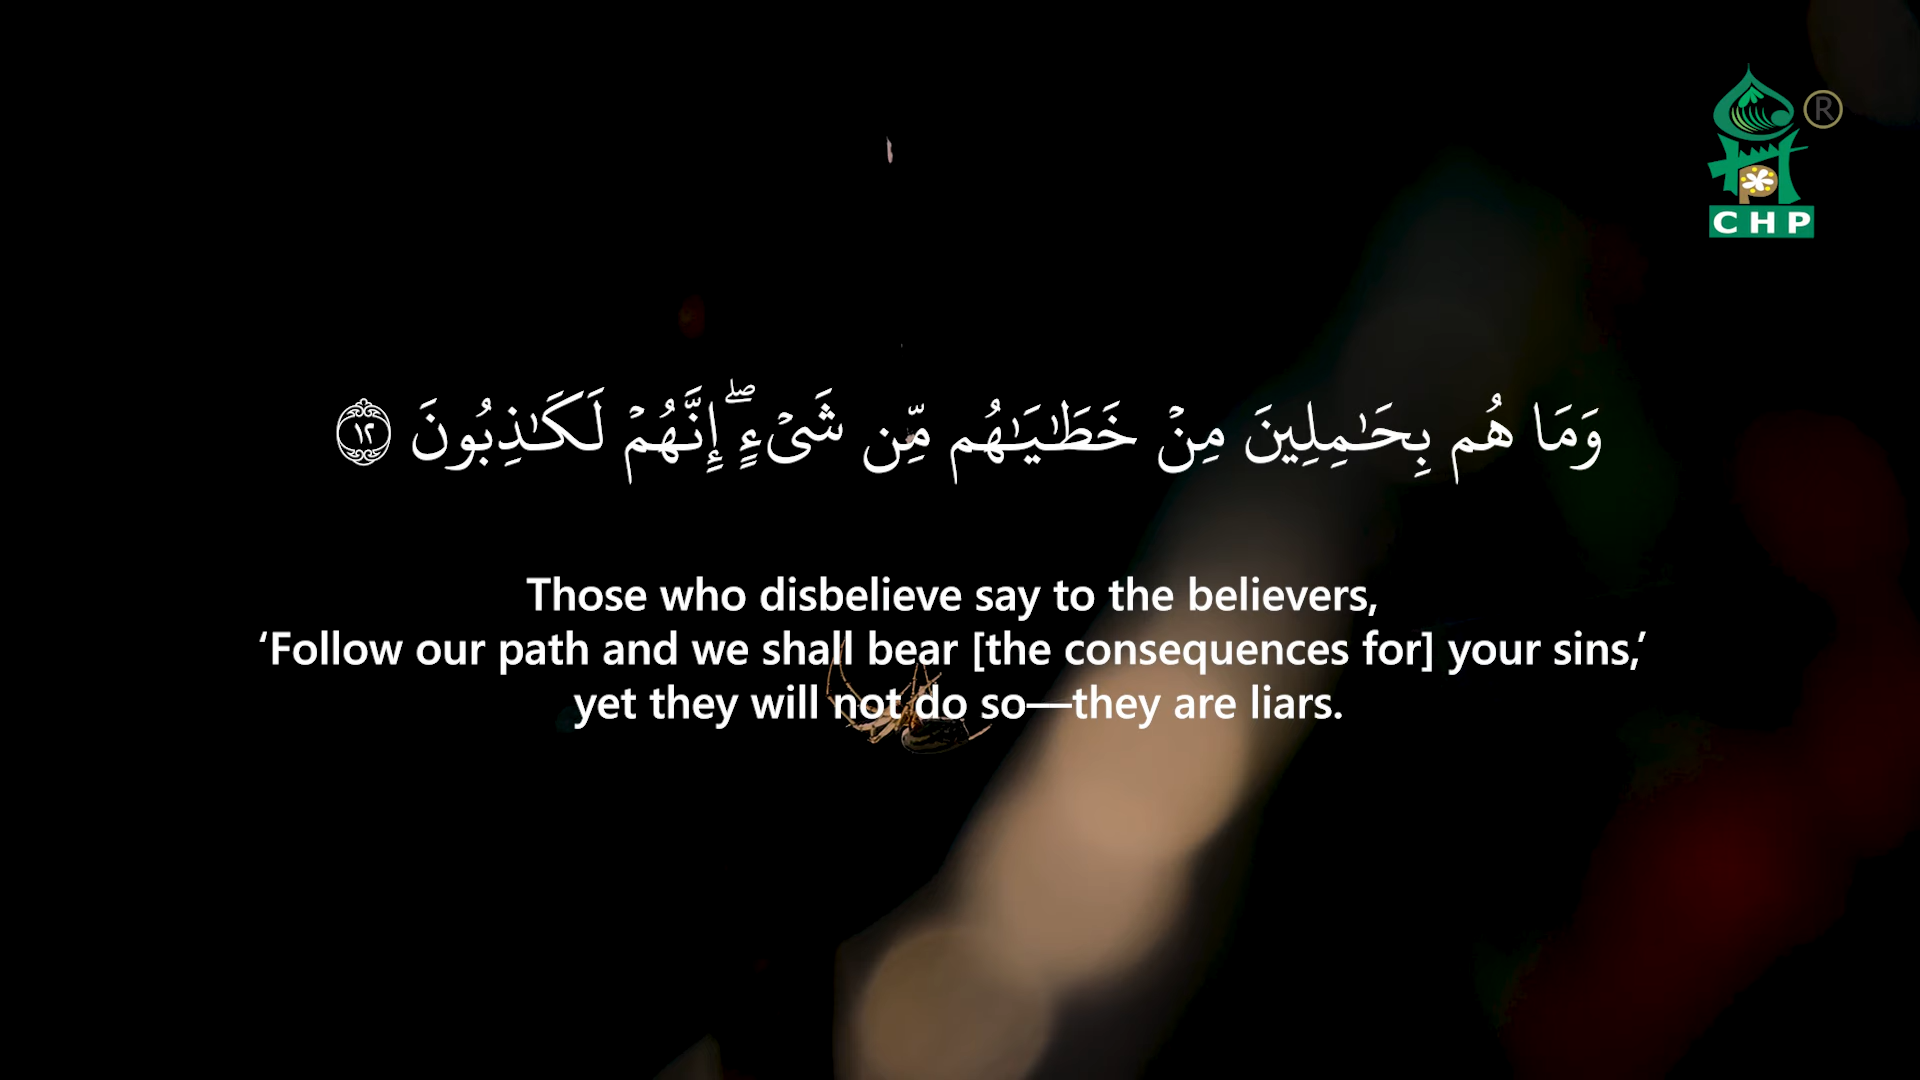 CHP
®
وَمَا هُم بِحَـٰمِلِينَ مِنْ خَطَـٰيَـٰهُم مِّن شَىْءٍ ۖ إِنَّهُمْ لَكَـٰذِبُونَ ١٢
Those who disbelieve say to the believers,
‘Follow our path and we shall bear [the consequences for] your sins,’
yet they will not do so—they are liars.